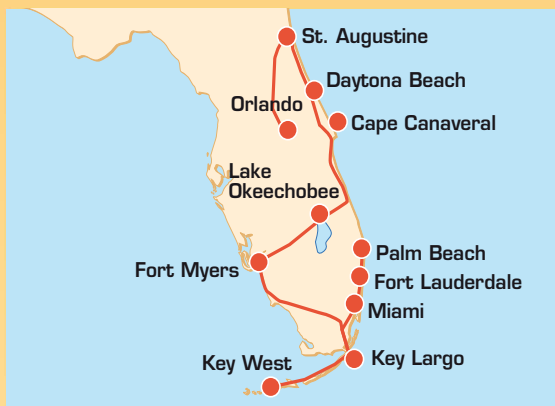 St. Augustine
Daytona Beach
Orlando
Cape Canaveral
Lake
Okeechobee
Palm Beach
Fort Myers
Fort Lauderdale
Miami
Key West
Key Largo